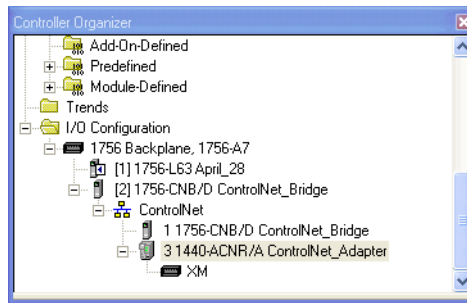 Controller Organizer
Add-On-Defined
Predefined
Module-Defined
Trends
I/O Configuration
1756 Backplane, 1756-A7
[1] 1756-L63 April_28
[2] 1756-CNB/D ControlNet_Bridge
ControlNet
1 1756-CNB/D ControlNet_Bridge
3 1440-ACNR/A ControlNet_Adapter
XM